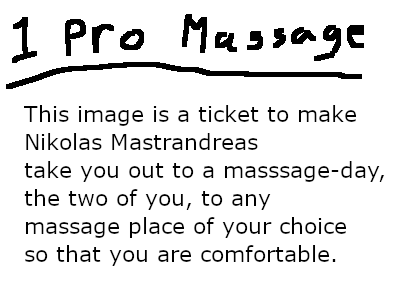 1 Pro Massage
This image is a ticket to make
Nikolas Mastrandreas
take you out to a masssage-day,
the two of you, to any
massage place of your choice
so that you are comfortable.